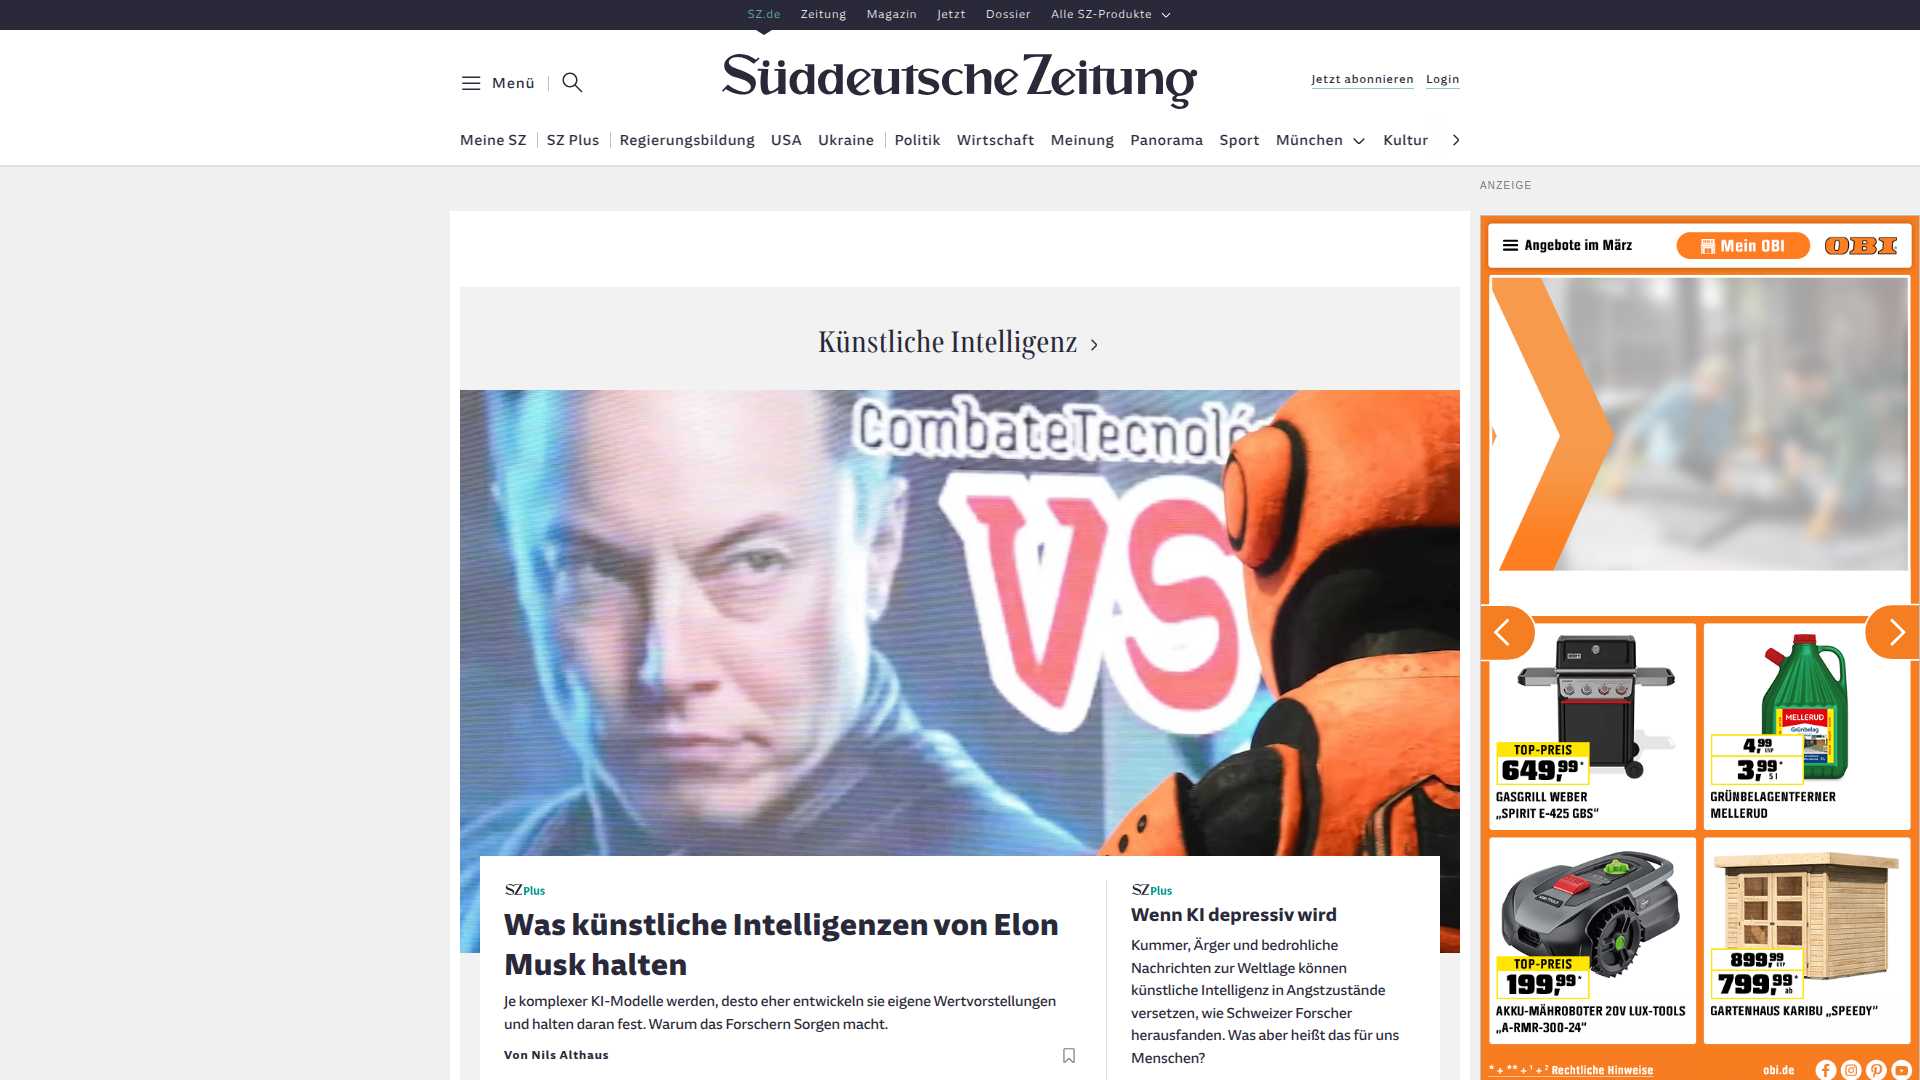 SZ.de Zeitung Magazin Jetzt Dossier Alle SZ-Produkte
Menü
Süddeutsche Zeitung
Jetzt abonnieren Login
Meine SZ SZ Plus Regierungsbildung USA Ukraine Politik Wirtschaft Meinung Panorama Sport München Kultur
ANZEIGE
Künstliche Intelligenz
CombateTecnoló
VS
SZ Plus
Was künstliche Intelligenzen von Elon
Musk halten
Je komplexer KI-Modelle werden, desto eher entwickeln sie eigene Wertvorstellungen
und halten daran fest. Warum das Forschern Sorgen macht.
Von Nils Althaus
SZ Plus
Wenn KI depressiv wird
Kummer, Ärger und bedrohliche
Nachrichten zur Weltlage können
künstliche Intelligenz in Angstzustände
versetzen, wie Schweizer Forscher
herausfanden. Was aber heißt das für uns
Menschen?
Angebote im März
Mein OBI
OBI
TOP-PREIS
649,99*
GASGRILL WEBER
„SPIRIT E-425 GBS“
MELLERUD
Grünbelag
4,99 UVP
3,99*
5 l
GRÜNBELAGENTFERNER
MELLERUD
TOP-PREIS
199,99*
AKKU-MÄHROBOTER 20V LUX-TOOLS
„A-RMR-300-24“
899,99 UVP
799,99*
ab
GARTENHAUS KARIBU „SPEEDY“
* + ** + ¹ + ² Rechtliche Hinweise
obi.de